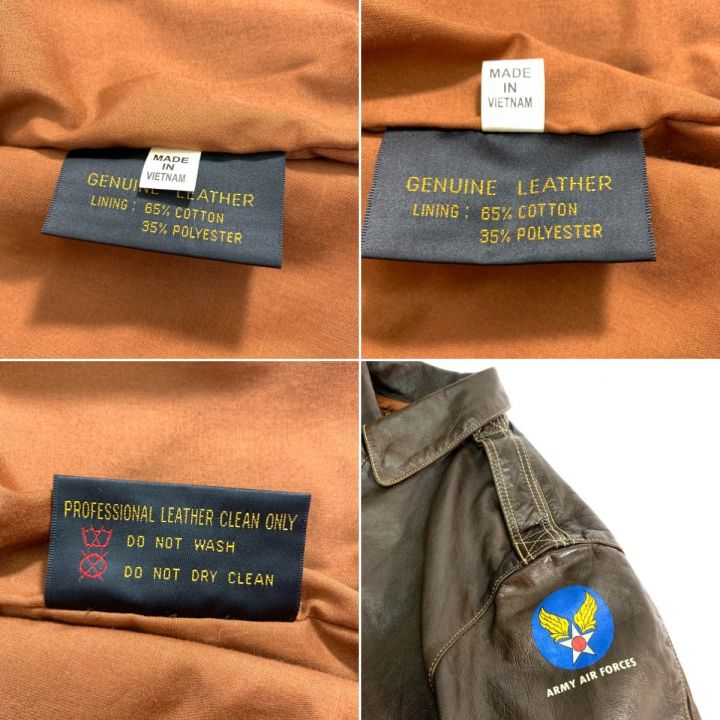 MADE
IN
VIETNAM
GENUINE LEATHER
LINING : 65% COTTON
35% POLYESTER
MADE
IN
VIETNAM
GENUINE LEATHER
LINING : 65% COTTON
35% POLYESTER
PROFESSIONAL LEATHER CLEAN ONLY
DO NOT WASH
DO NOT DRY CLEAN
ARMY AIR FORCES